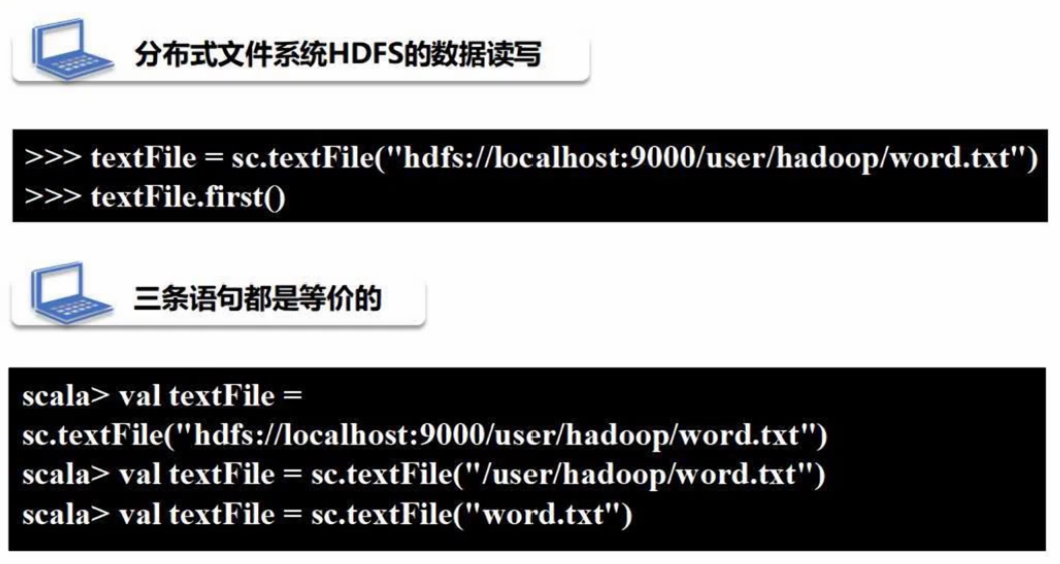 分布式文件系统HDFS的数据读写
>>> textFile = sc.textFile("hdfs://localhost:9000/user/hadoop/word.txt")
>>> textFile.first()
三条语句都是等价的
scala> val textFile =
sc.textFile("hdfs://localhost:9000/user/hadoop/word.txt")
scala> val textFile = sc.textFile("/user/hadoop/word.txt")
scala> val textFile = sc.textFile("word.txt")